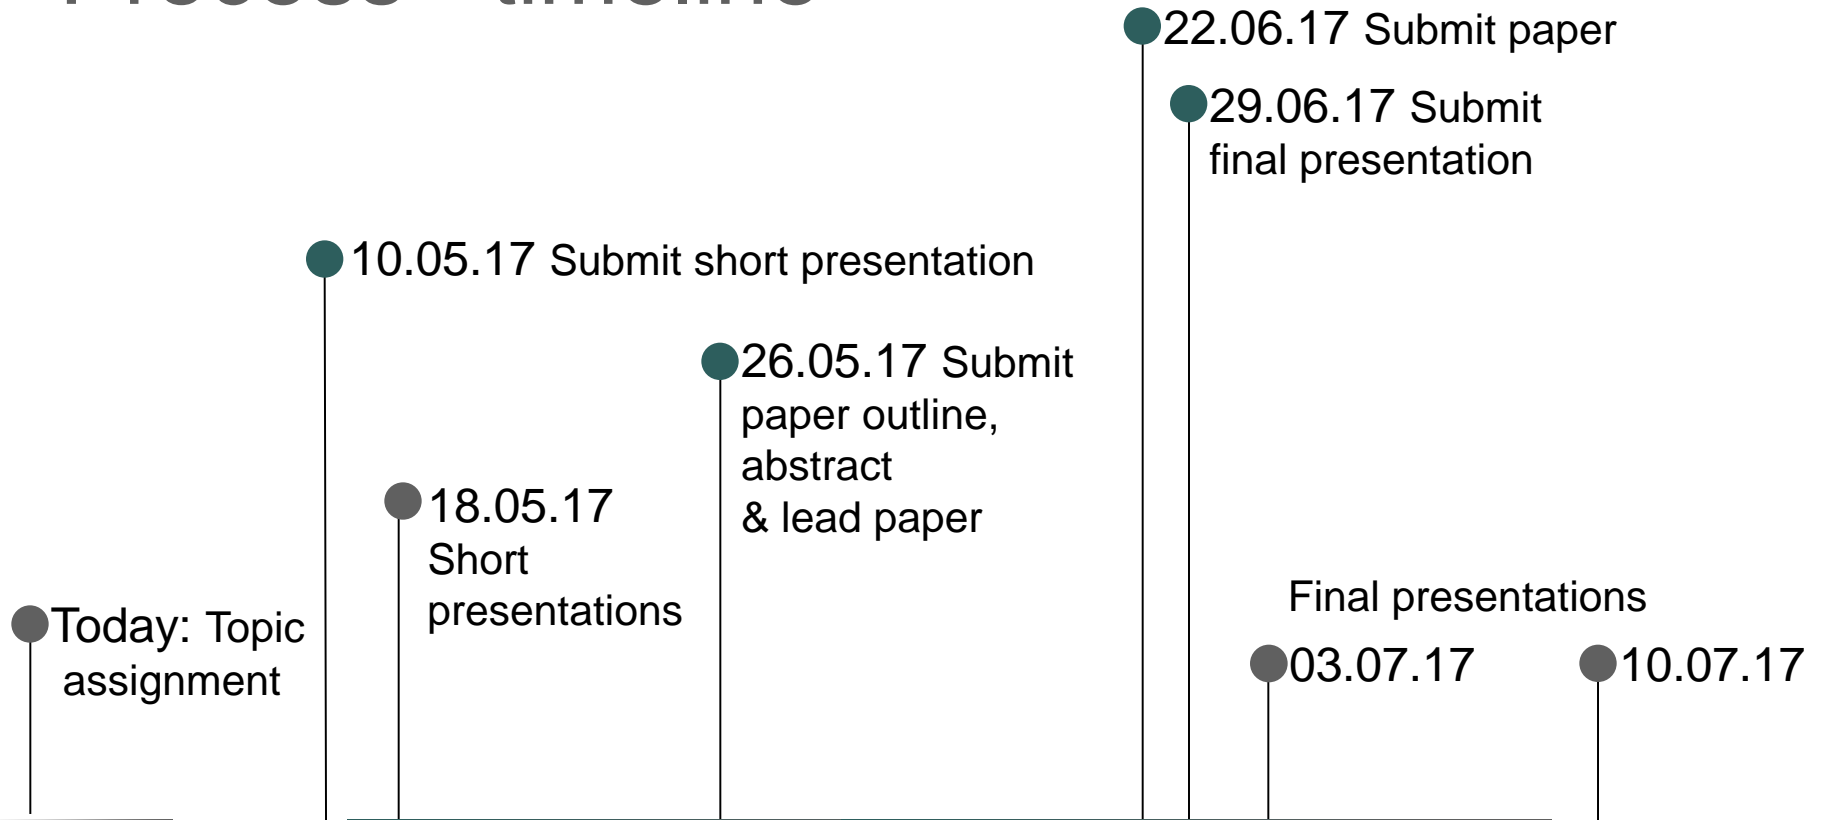 Process - timeline
22.06.17 Submit paper
29.06.17 Submit
final presentation
10.05.17 Submit short presentation
26.05.17 Submit
paper outline,
abstract
& lead paper
18.05.17
Short
presentations
Today: Topic
assignment
Final presentations
03.07.17
10.07.17